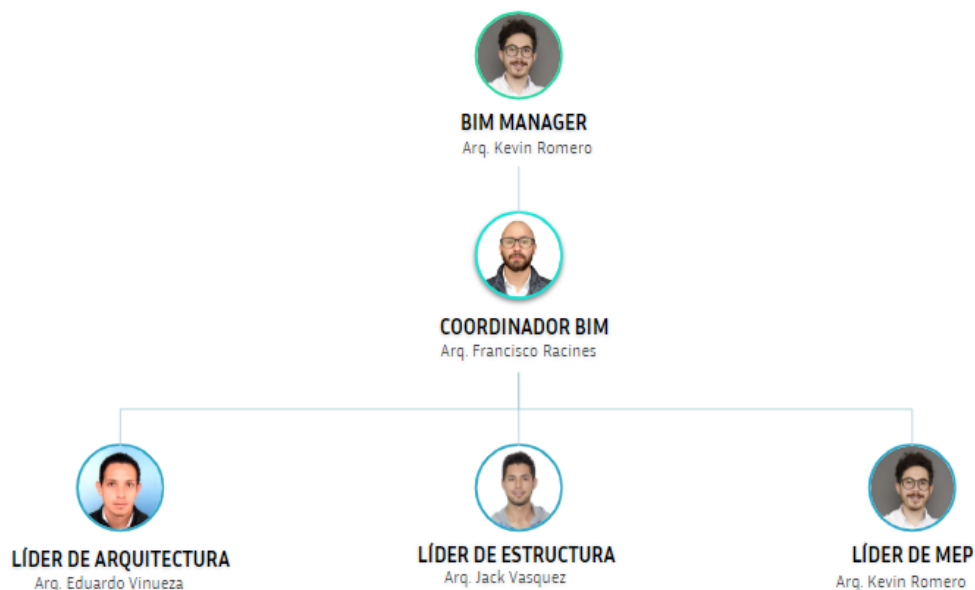 BIM MANAGER
Arq. Kevin Romero
COORDINADOR BIM
Arq. Francisco Racines
LÍDER DE ARQUITECTURA
Arq. Eduardo Vinueza
LÍDER DE ESTRUCTURA
Arq. Jack Vasquez
LÍDER DE MEP
Arq. Kevin Romero